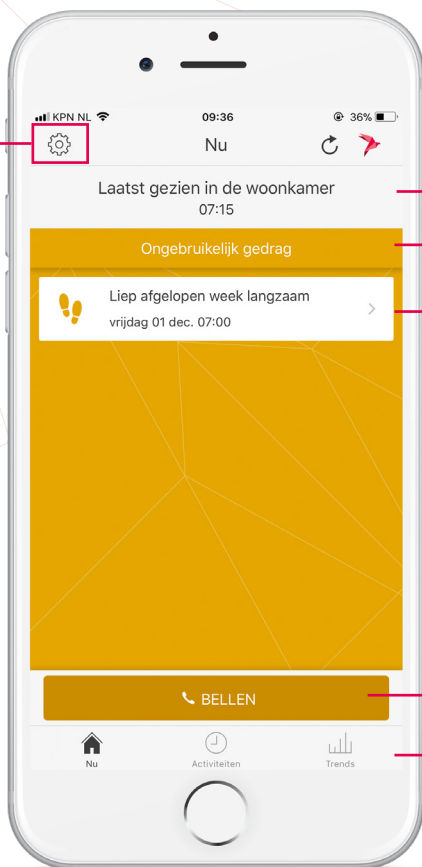 KPN NL 09:36 36%
Nu
Laatst gezien in de woonkamer
07:15
Ongebruikelijk gedrag
Liep afgelopen week langzaam
vrijdag 01 dec. 07:00
BELLEN
Nu Activiteiten Trends